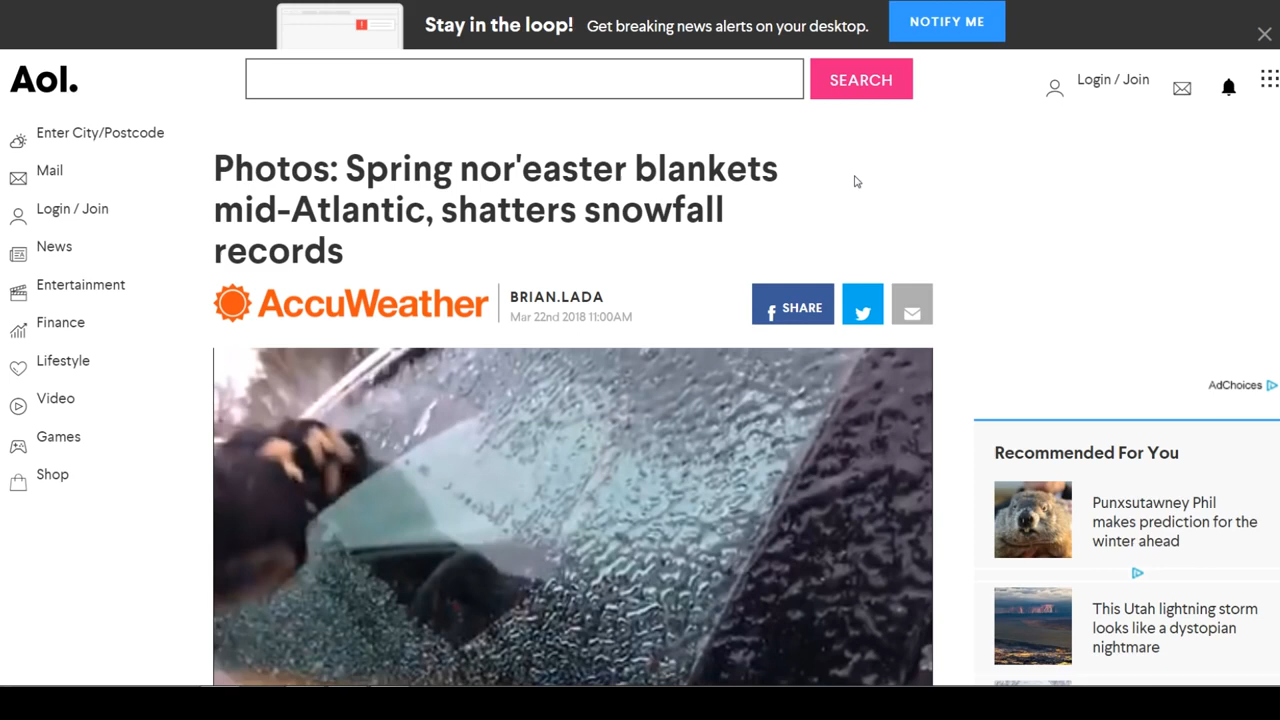 Stay in the loop! Get breaking news alerts on your desktop. NOTIFY ME
Aol.
SEARCH
Login / Join
Enter City/Postcode
Mail
Login / Join
News
Entertainment
Finance
Lifestyle
Video
Games
Shop
Photos: Spring nor'easter blankets
mid-Atlantic, shatters snowfall
records
AccuWeather
BRIAN.LADA
Mar 22nd 2018 11:00AM
f SHARE
AdChoices
Recommended For You
Punxsutawney Phil
makes prediction for the
winter ahead
This Utah lightning storm
looks like a dystopian
nightmare